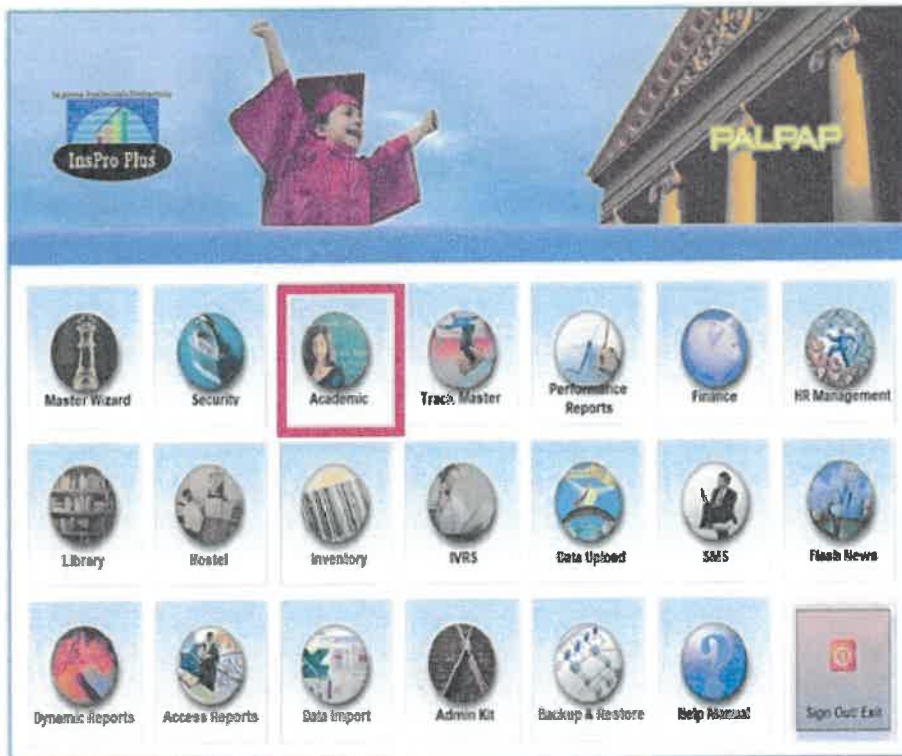 InsPro Plus
PALPAP
Master Wizard
Security
Academic
Track Master
Performance
Reports
Finance
HR Management
Library
Hostel
Inventory
IVRS
Data Upload
SMS
Flash News
Dynamic Reports
Access Reports
Data Import
Admin Kit
Backup & Restore
Help Manual
Sign Out/ Exit